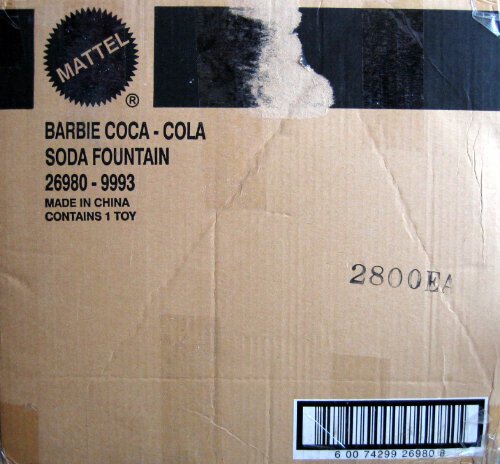 MATTEL
®
BARBIE COCA - COLA
SODA FOUNTAIN
26980 - 9993
MADE IN CHINA
CONTAINS 1 TOY
2800EA
6 00 74299 26980 8